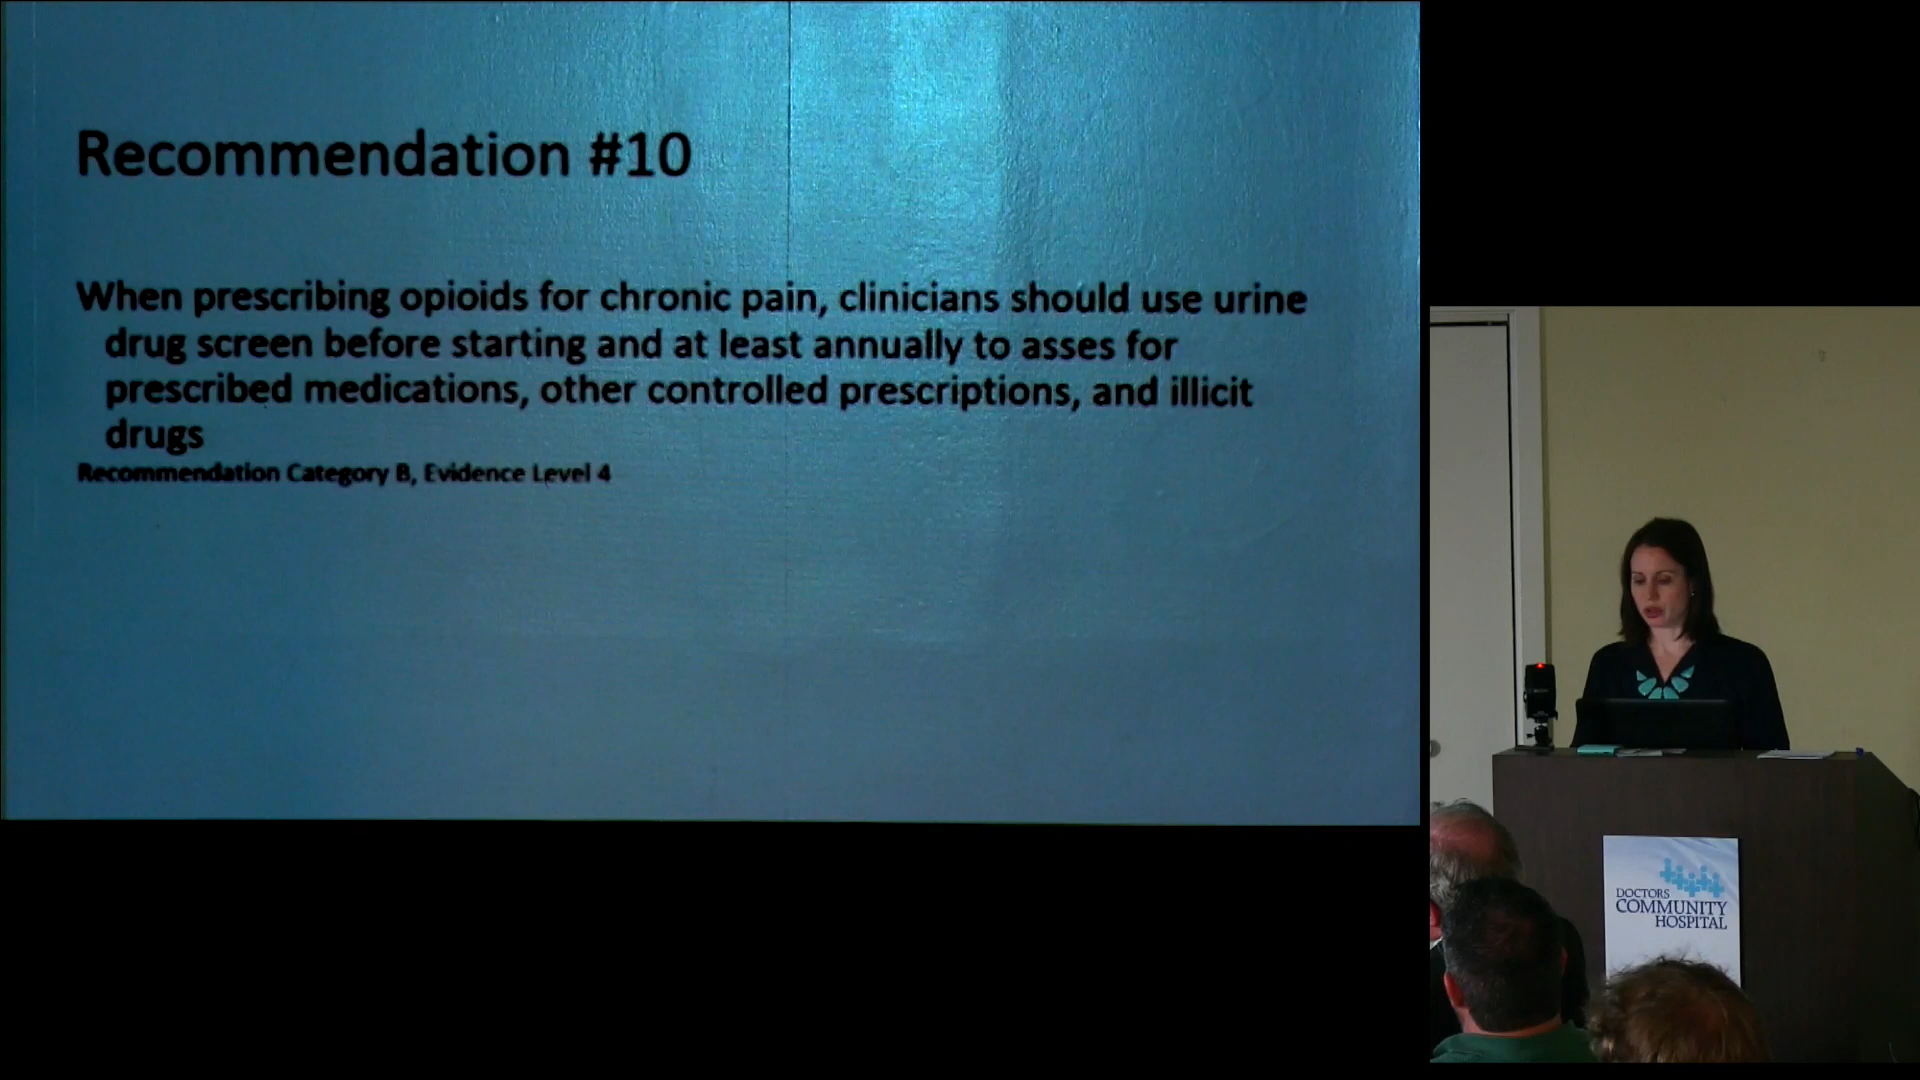 Recommendation #10
When prescribing opioids for chronic pain, clinicians should use urine
drug screen before starting and at least annually to asses for
prescribed medications, other controlled prescriptions, and illicit
drugs
Recommendation Category B, Evidence Level 4
DOCTORS
COMMUNITY
HOSPITAL